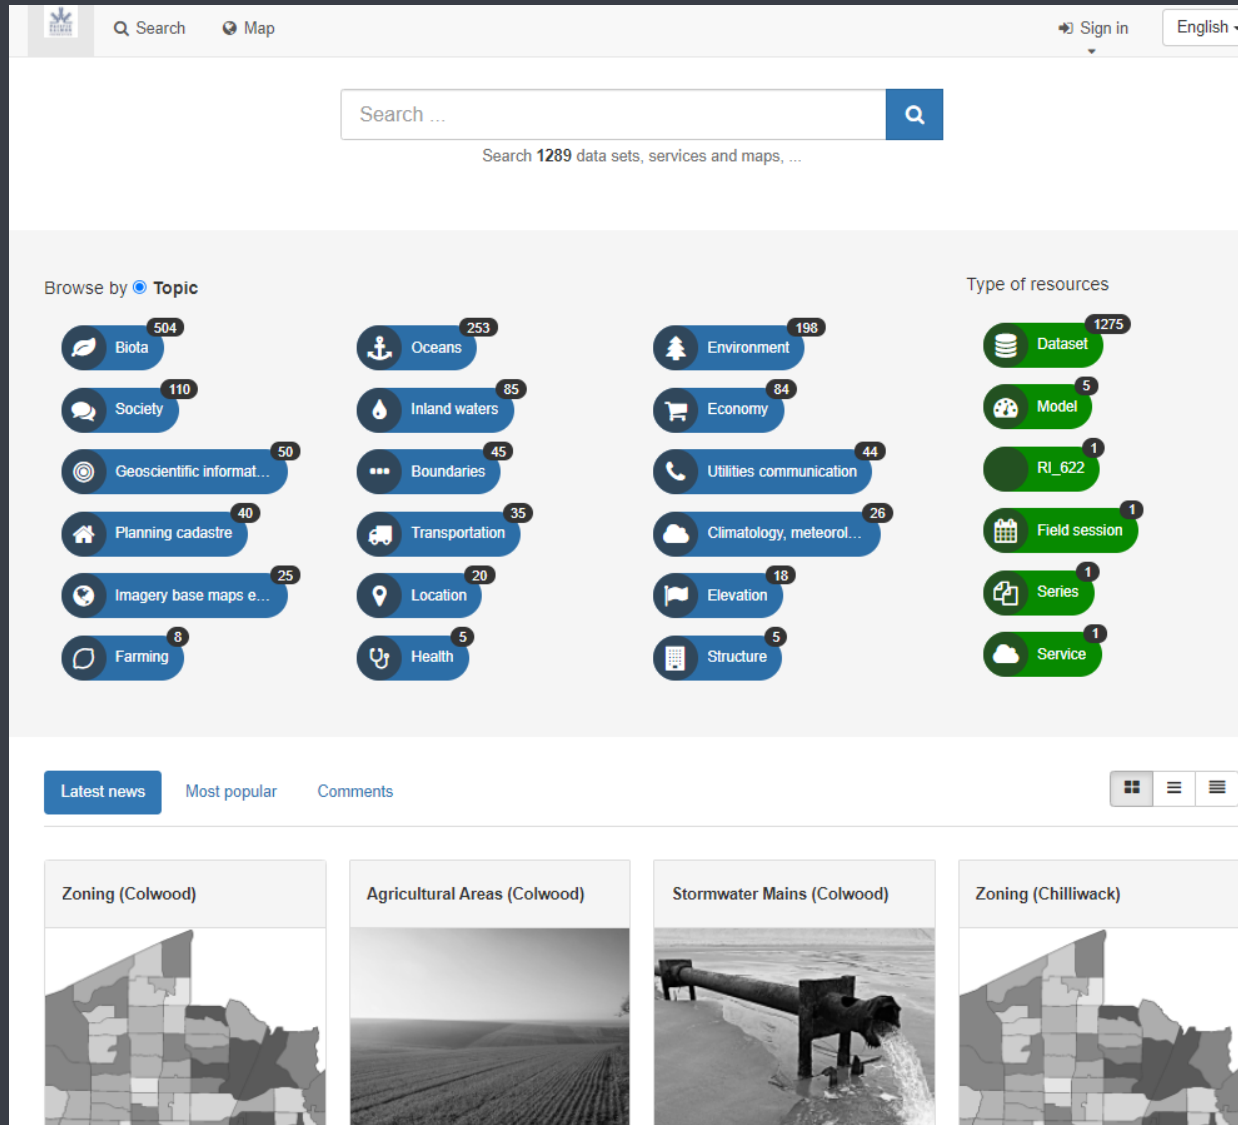 Search
Map
Sign in
English
Search ...
Search 1289 data sets, services and maps, ...
Browse by Topic
Type of resources
Biota 504
Oceans 253
Environment 198
Dataset 1275
Society 110
Inland waters 85
Economy 84
Model 5
Geoscientific informat... 50
Boundaries 45
Utilities communication 44
RI_622 1
Planning cadastre 40
Transportation 35
Climatology, meteorol... 26
Field session 1
Imagery base maps e... 25
Location 20
Elevation 18
Series 1
Farming 8
Health 5
Structure 5
Service 1
Latest news
Most popular
Comments
Zoning (Colwood)
Agricultural Areas (Colwood)
Stormwater Mains (Colwood)
Zoning (Chilliwack)